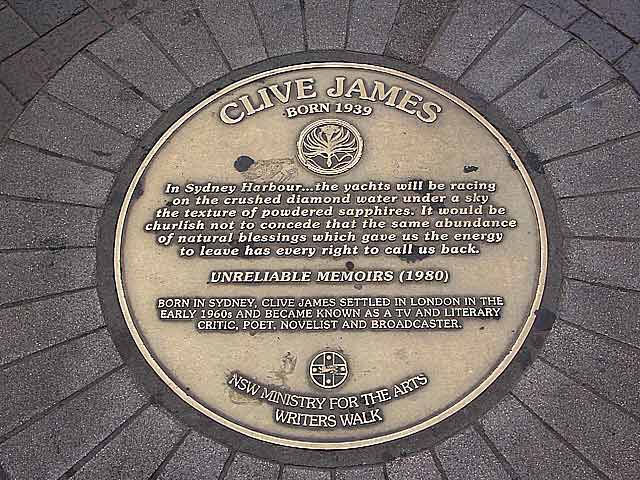 CLIVE JAMES
BORN 1939
In Sydney Harbour...the yachts will be racing
on the crushed diamond water under a sky
the texture of powdered sapphires. It would be
churlish not to concede that the same abundance
of natural blessings which gave us the energy
to leave has every right to call us back.
UNRELIABLE MEMOIRS (1980)
BORN IN SYDNEY, CLIVE JAMES SETTLED IN LONDON IN THE
EARLY 1960s AND BECAME KNOWN AS A TV AND LITERARY
CRITIC, POET, NOVELIST AND BROADCASTER.
NSW MINISTRY FOR THE ARTS
WRITERS WALK